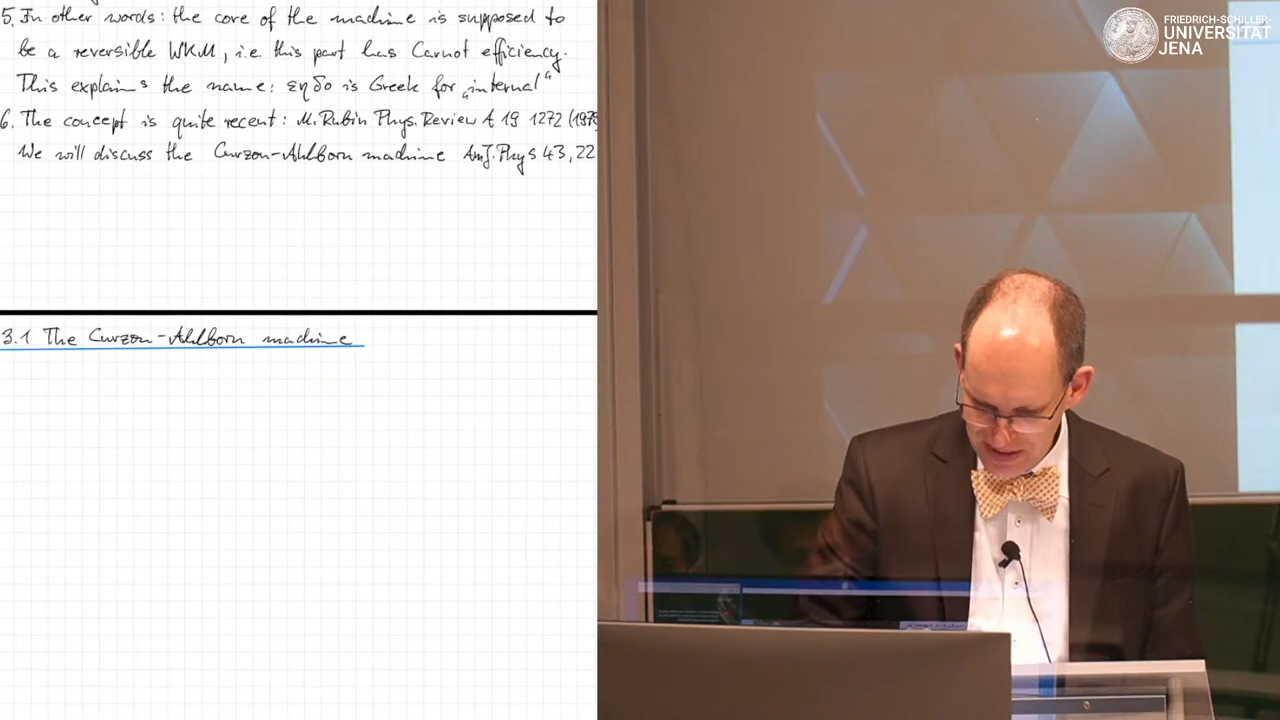 5. In other words: the core of the machine is supposed to
be a reversible WKM, i.e. this part has Carnot efficiency.
This explains the name: ενδο is Greek for „internal“
6. The concept is quite recent: M. Rubin Phys. Review A 19 1272 (1979
We will discuss the Curzon-Ahlborn machine Am J. Phys 43, 22
3.1 The Curzon-Ahlborn machine
FRIEDRICH-SCHILLER-
UNIVERSITÄT
JENA